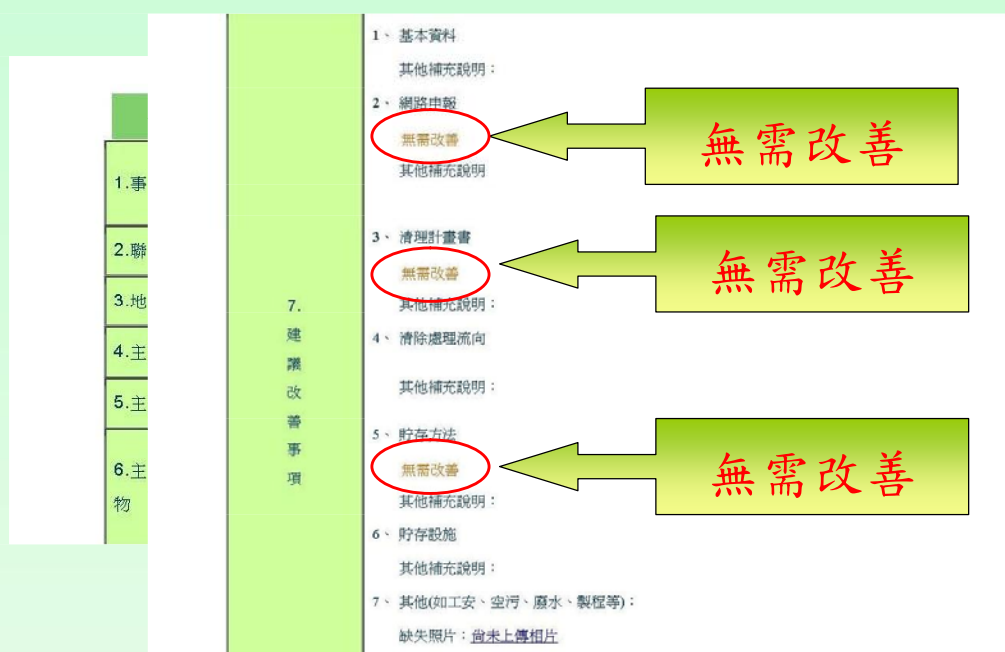 1.事
2.聯
3.地
4.主
5.主
6.主
物
7.
建
議
改
善
事
項
1、 基本資料
其他補充說明：
2、 網路申報
無需改善
其他補充說明
3、 清理計畫書
無需改善
其他補充說明：
4、 清除處理流向
其他補充說明：
5、 貯存方法
無需改善
其他補充說明：
6、 貯存設施
其他補充說明：
7、 其他(如工安、空污、廢水、製程等)：
缺失照片：尚未上傳相片
無需改善
無需改善
無需改善